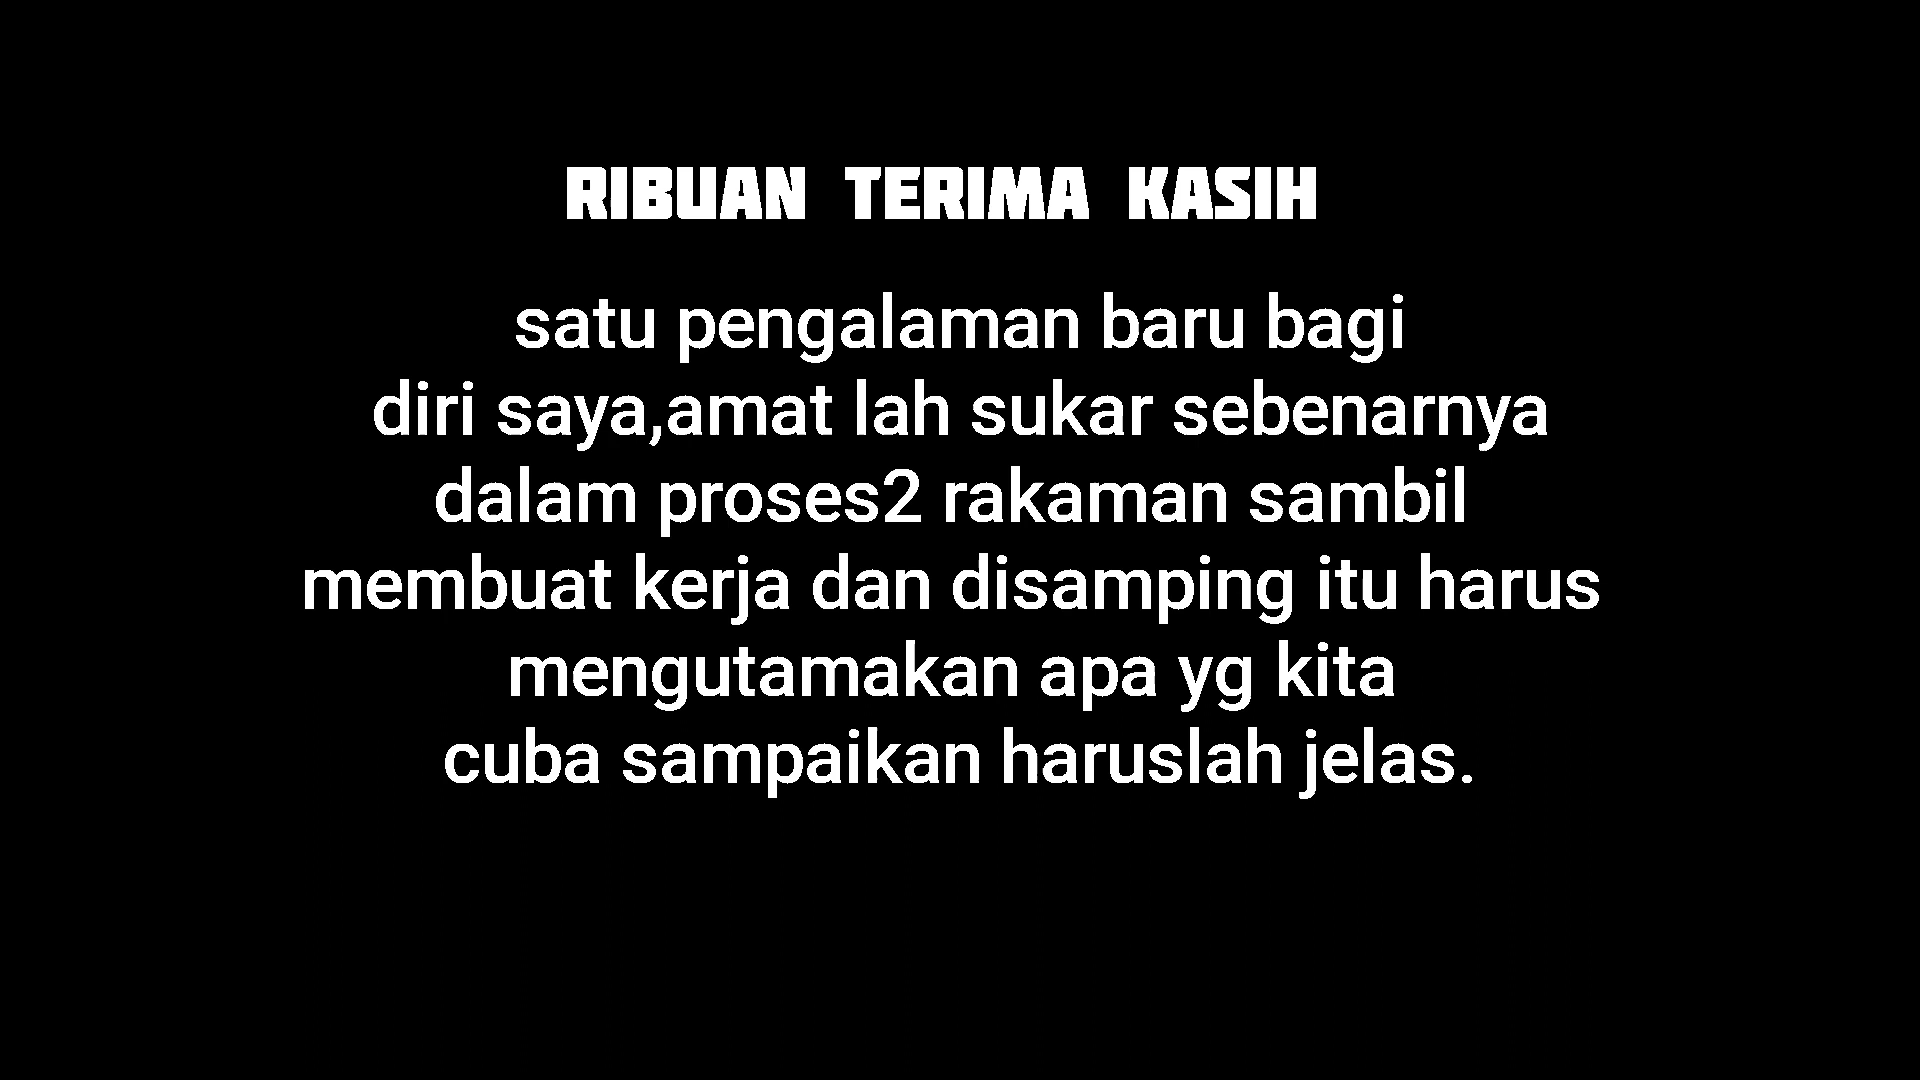 RIBUAN TERIMA KASIH
satu pengalaman baru bagi
diri saya,amat lah sukar sebenarnya
dalam proses2 rakaman sambil
membuat kerja dan disamping itu harus
mengutamakan apa yg kita
cuba sampaikan haruslah jelas.